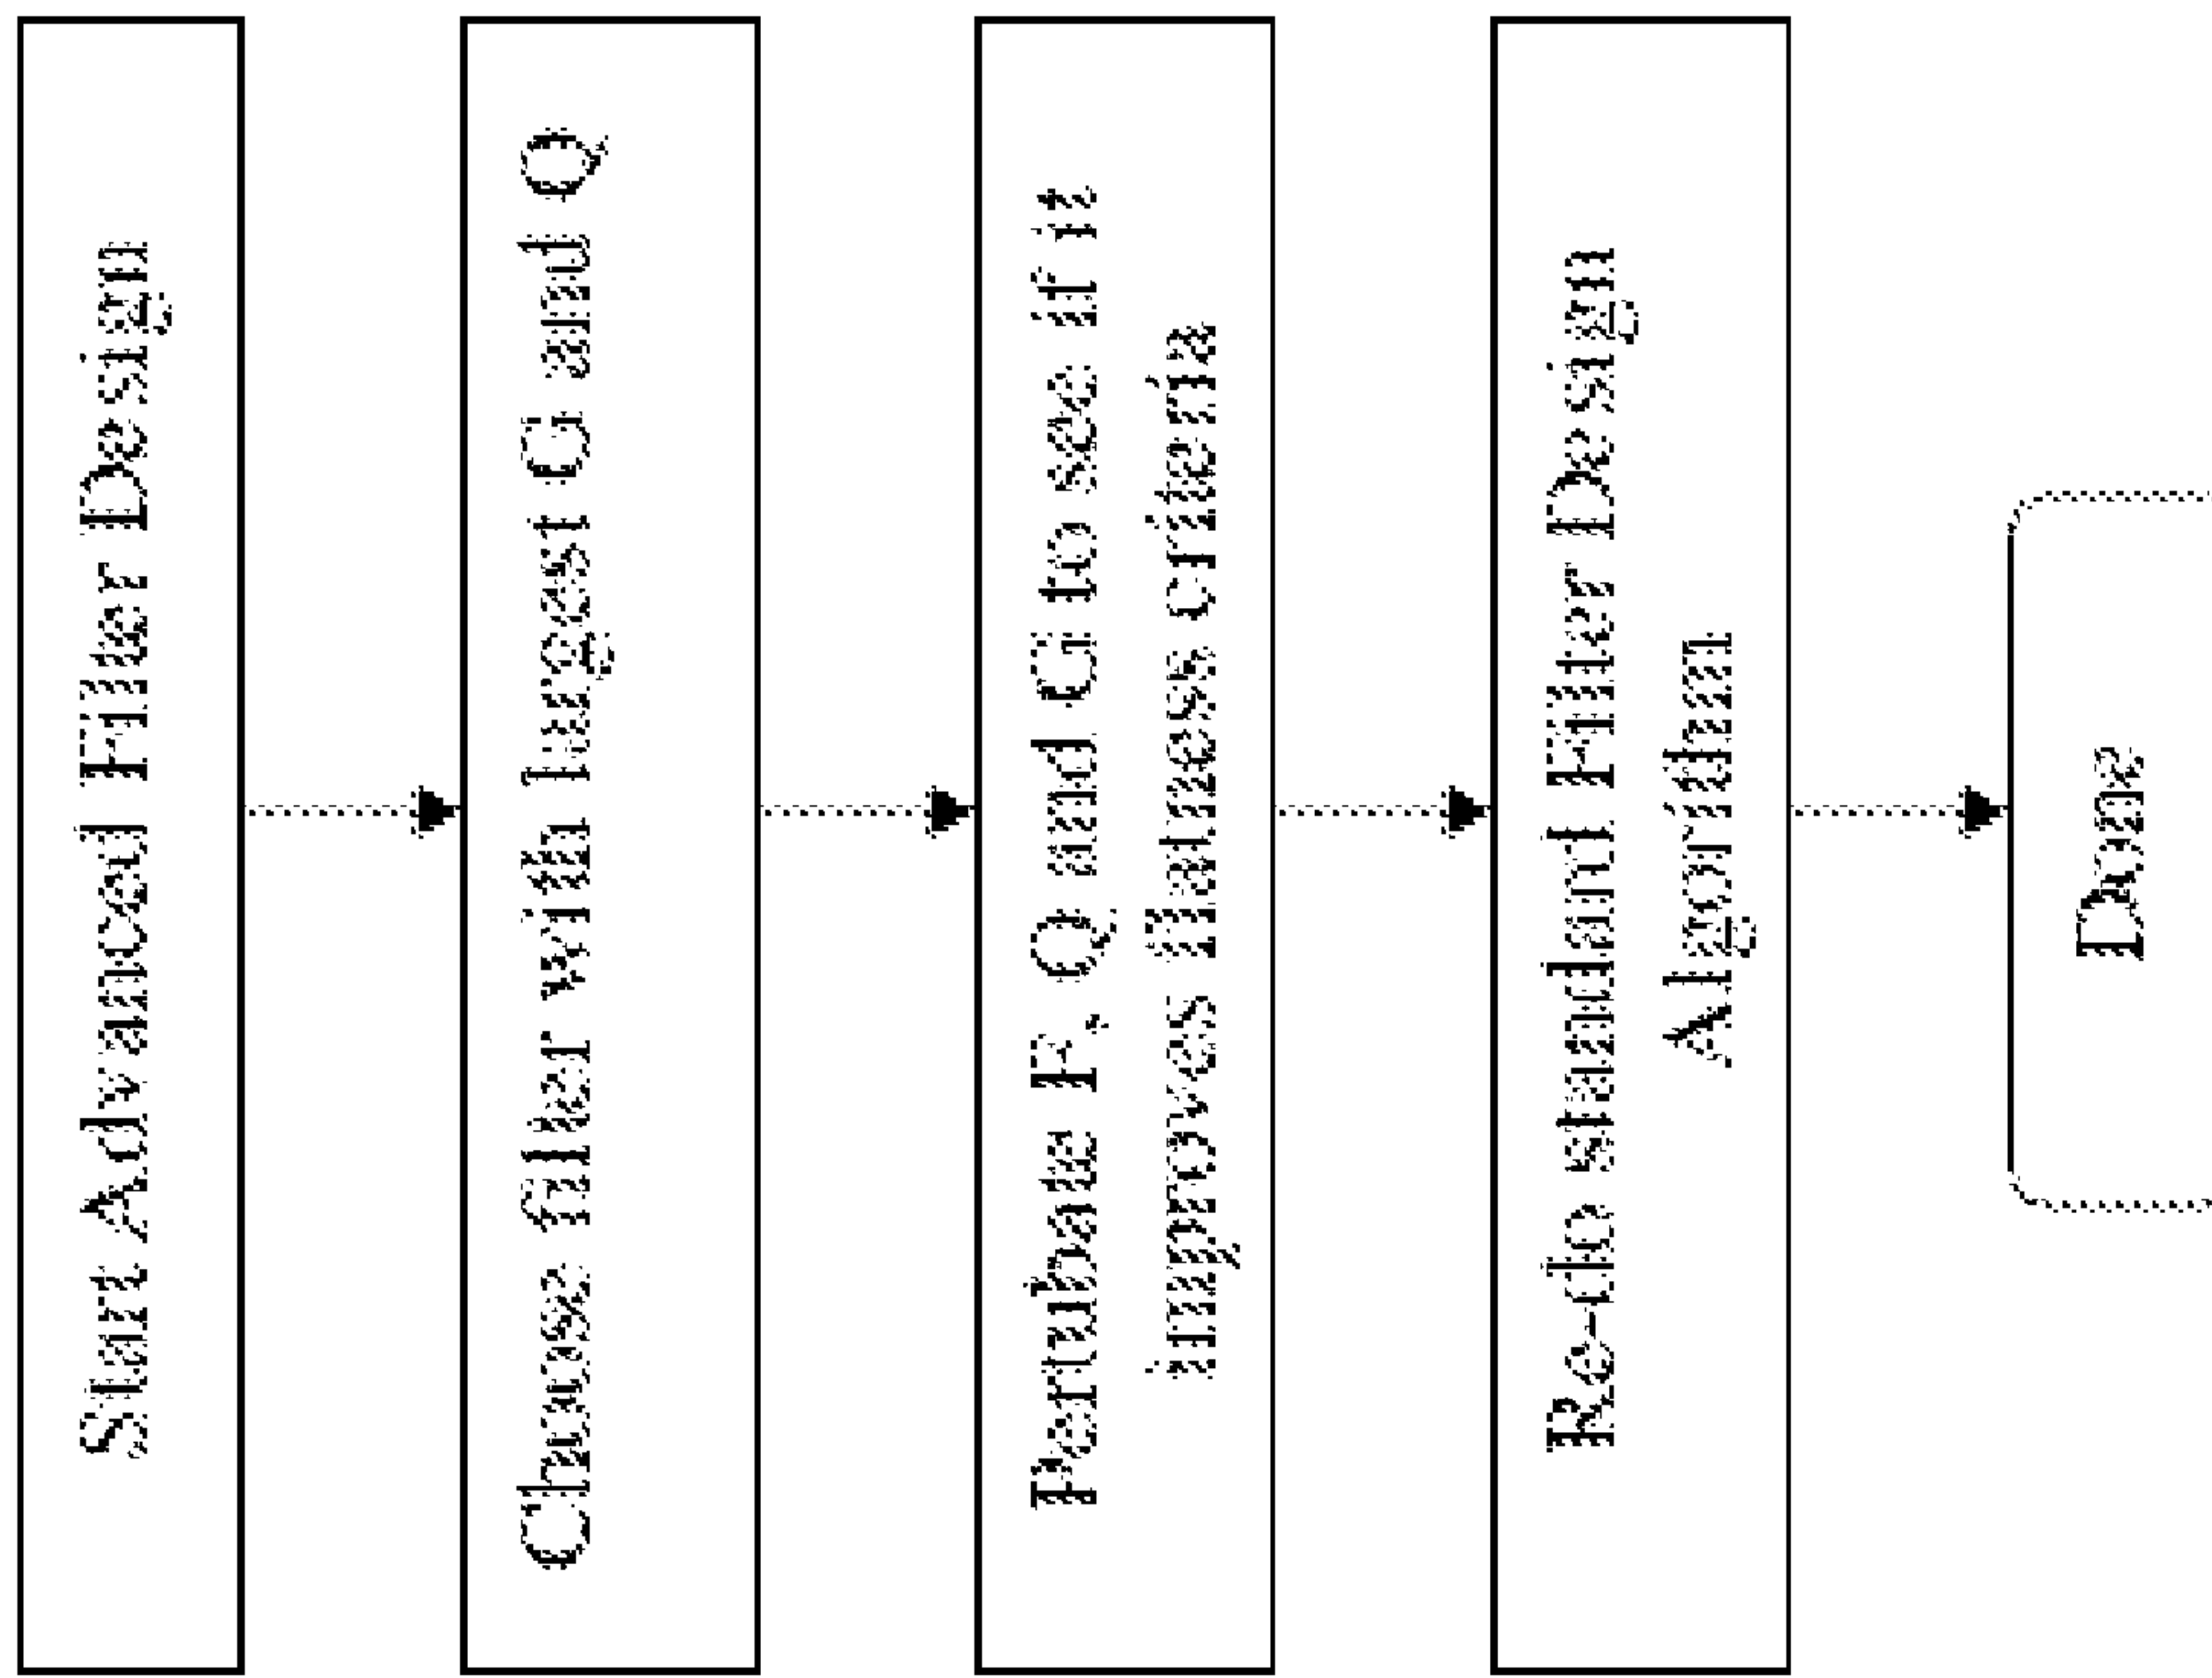 Start Advanced Filter Design
Choose filter with largest G and Q
Perturbate F, Q and G to see if it
improves flatness criteria
Re-do standard Filter Design
Algorithm
Done